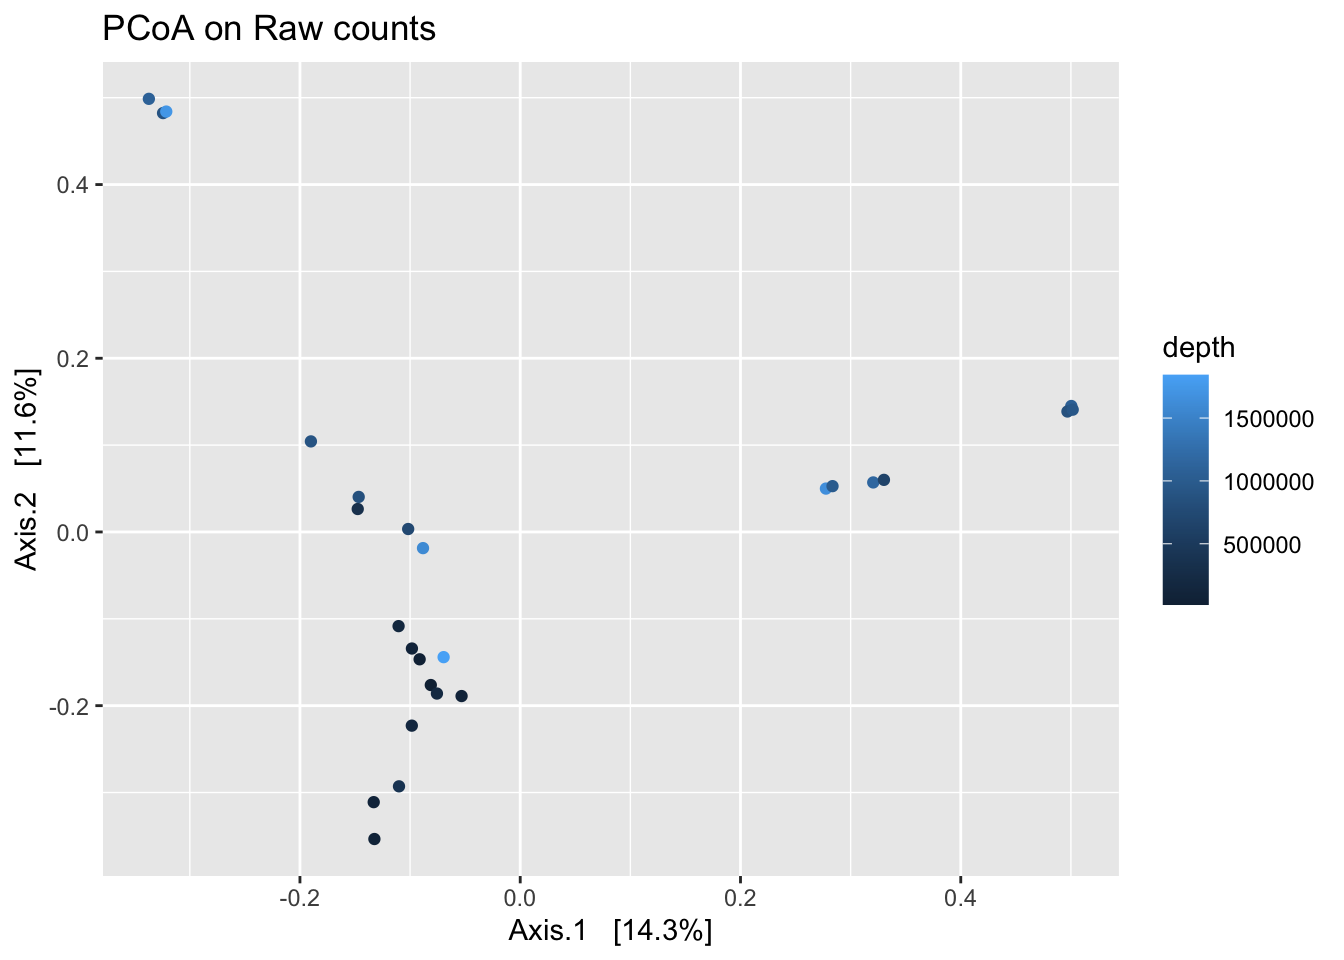 PCoA on Raw counts
0.4
0.2
0.0
-0.2
Axis.2 [11.6%]
-0.2
0.0
0.2
0.4
Axis.1 [14.3%]
depth
1500000
1000000
500000